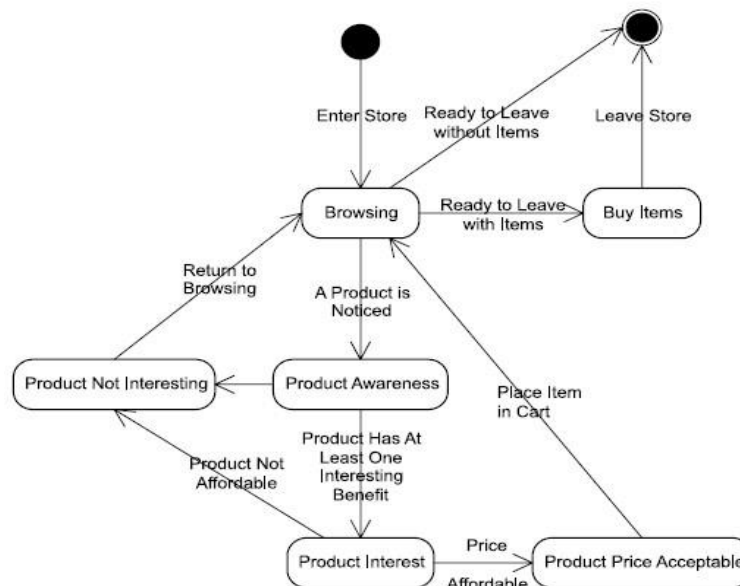 Enter Store
Ready to Leave
without Items
Leave Store
Browsing
Ready to Leave
with Items
Buy Items
Return to
Browsing
A Product is
Noticed
Product Not Interesting
Product Awareness
Place Item
in Cart
Product Has At
Least One
Interesting
Benefit
Product Not
Affordable
Product Interest
Price
Affordable
Product Price Acceptable